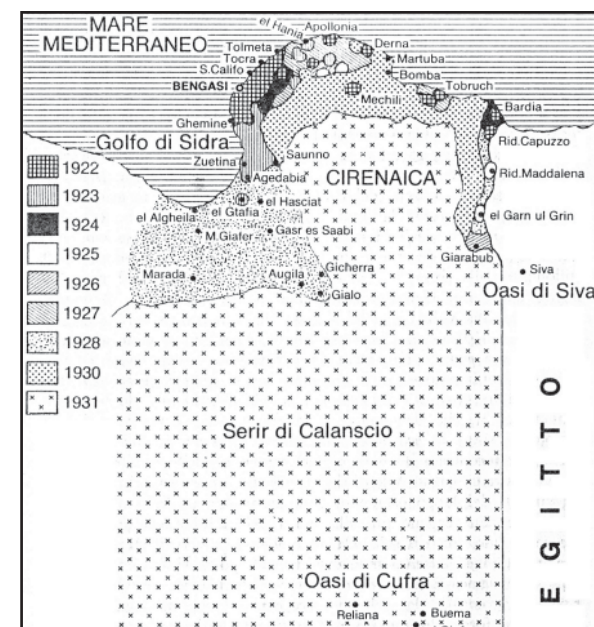 MARE
MEDITERRANEO
el Hania
Apollonia
Tolmeta
Derna
Tocra
Martuba
S.Califo
Bomba
BENGASI
Tobruch
Mechili
Ghemine
Bardia
Golfo di Sidra
Rid.Capuzzo
Zuetina
Saunno
CIRENAICA
Rid.Maddalena
Agedabia
el Gtafia
el Hasciat
el Algheila
el Garn ul Grin
M.Giafer
Gasr es Saabi
Giarabub
Marada
Augila
Gicherra
Siva
Gialo
Oasi di Siva
1922
1923
1924
1925
1926
1927
1928
1930
1931
Serir di Calanscio
EGITTO
Oasi di Cufra
Reliana
Buema